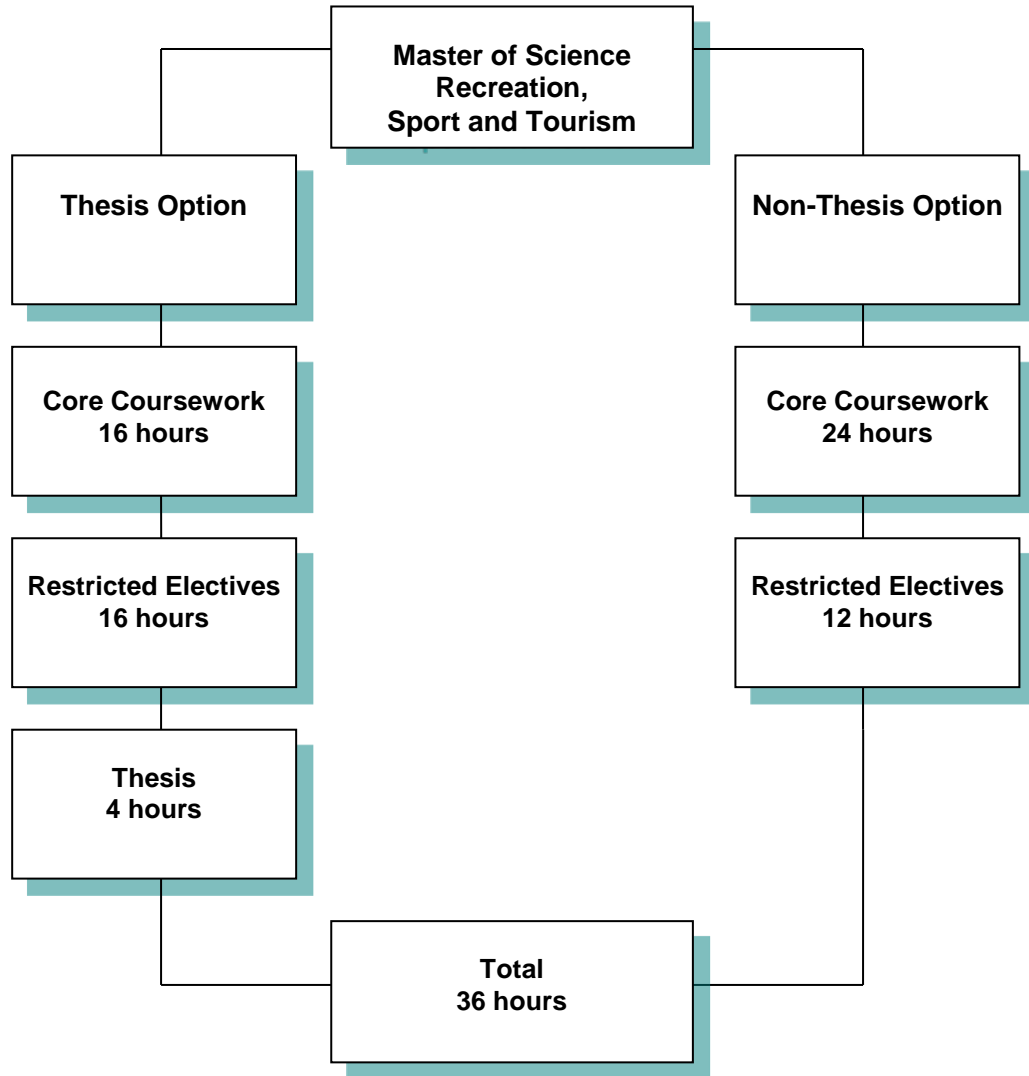 Master of Science
Recreation,
Sport and Tourism
Thesis Option
Non-Thesis Option
Core Coursework
16 hours
Core Coursework
24 hours
Restricted Electives
16 hours
Restricted Electives
12 hours
Thesis
4 hours
Total
36 hours